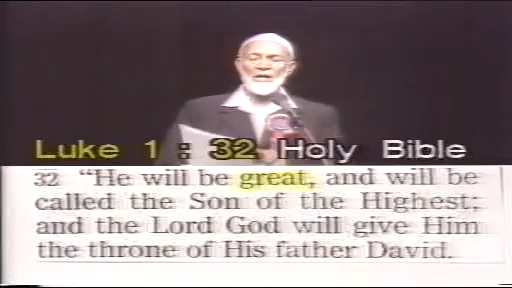 Luke 1 : 32 Holy Bible
32 "He will be great, and will be
called the Son of the Highest;
and the Lord God will give Him
the throne of His father David.